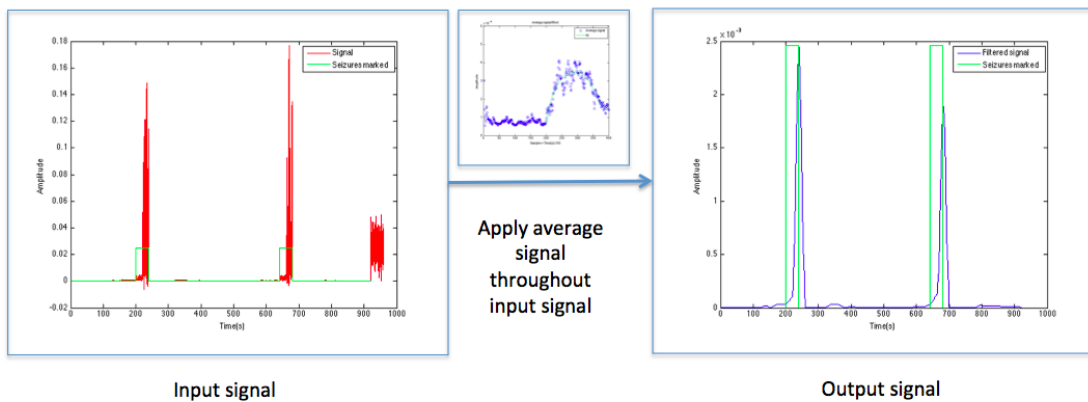 0.18
0.16
0.14
0.12
0.1
0.08
0.06
0.04
0.02
0
-0.02
Amplitude
Signal
Seizures marked
0 100 200 300 400 500 600 700 800 900 1000
Time(s)
Input signal
Average signal
Apply average
signal
throughout
input signal
× 10⁻³
2.5
2
1.5
1
0.5
0
Amplitude
Filtered signal
Seizures marked
0 100 200 300 400 500 600 700 800 900 1000
Time(s)
Output signal